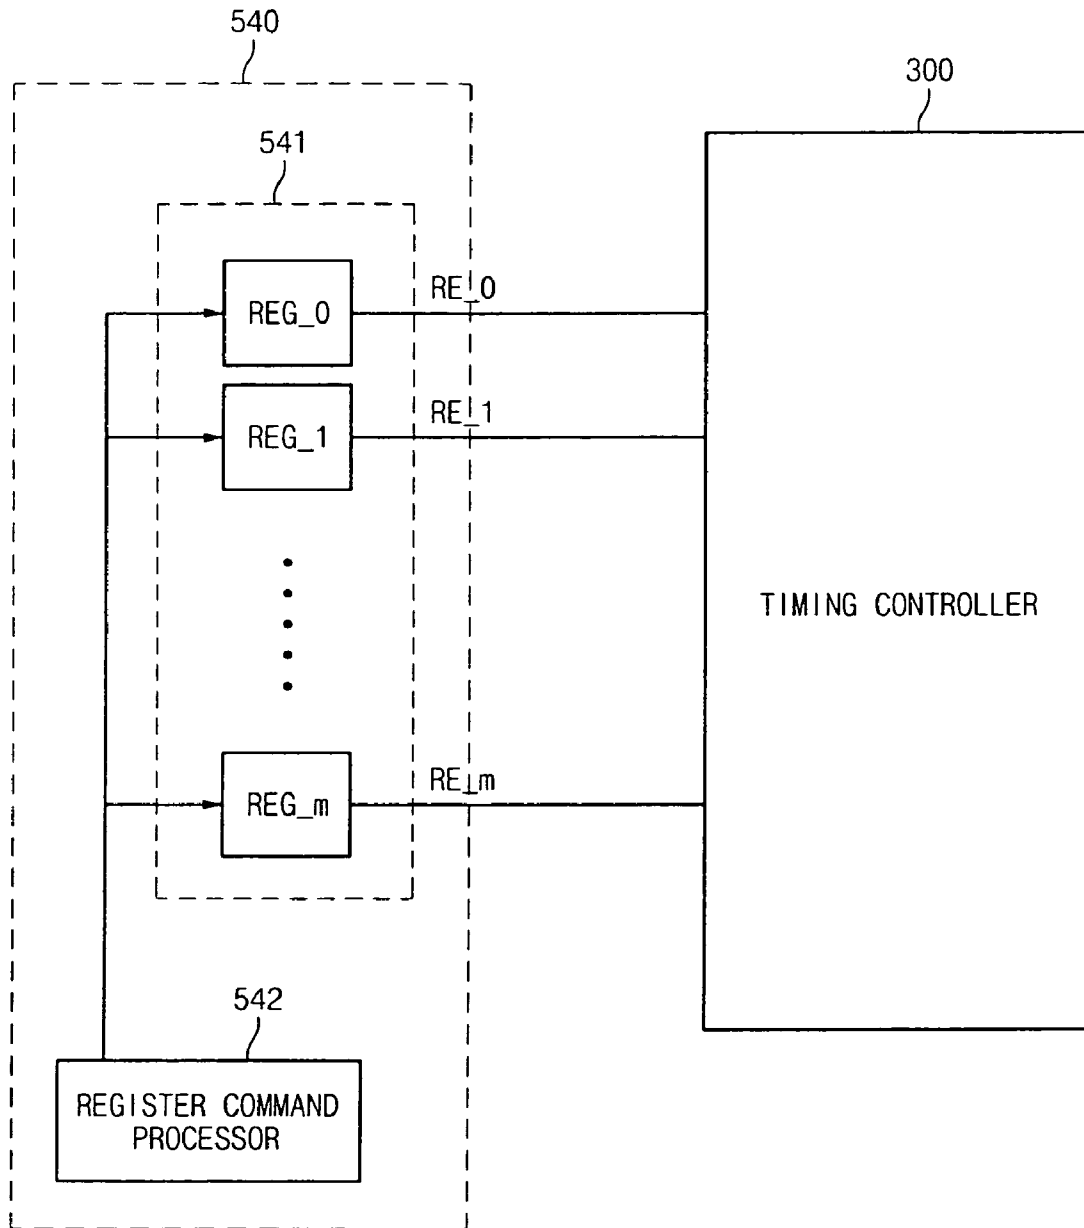 540
300
541
REG_0
RE_0
REG_1
RE_1
TIMING CONTROLLER
REG_m
RE_m
542
REGISTER COMMAND
PROCESSOR